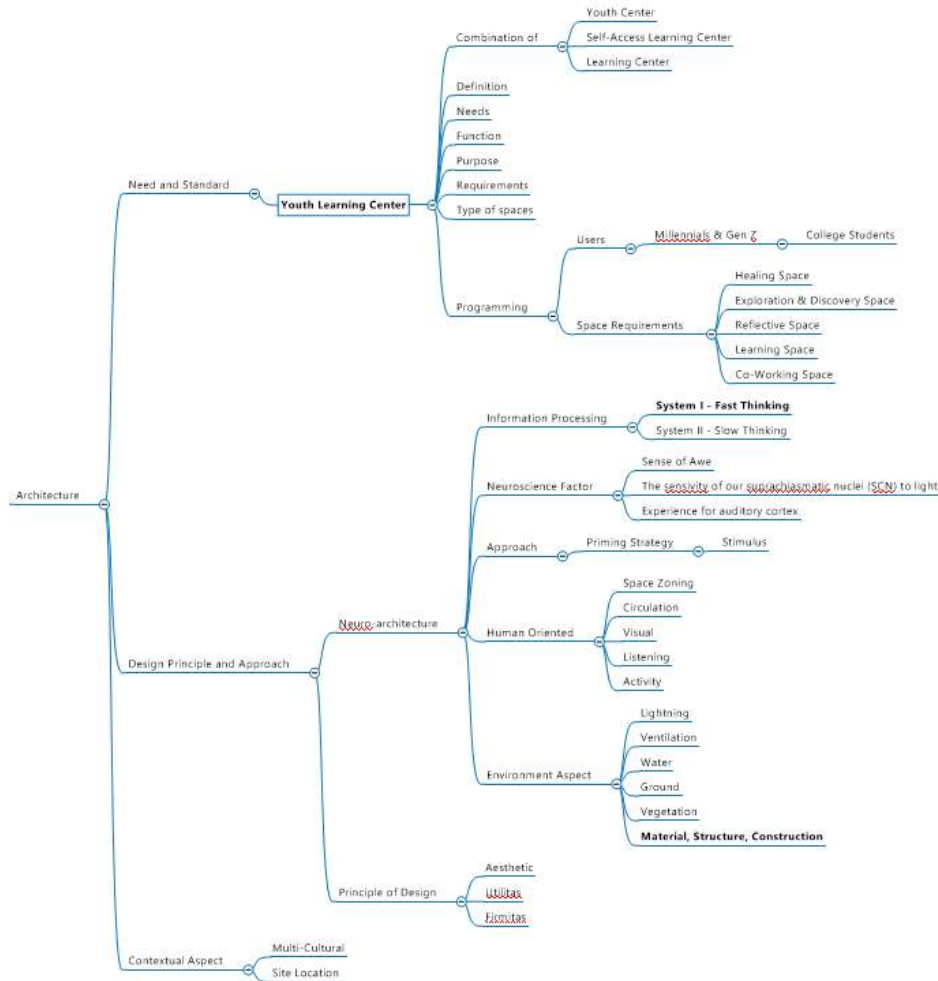 Architecture
Need and Standard
Youth Learning Center
Combination of
Youth Center
Self-Access Learning Center
Learning Center
Definition
Needs
Function
Purpose
Requirements
Type of spaces
Programming
Users
Millennials & Gen Z
College Students
Space Requirements
Healing Space
Exploration & Discovery Space
Reflective Space
Learning Space
Co-Working Space
Design Principle and Approach
Neuro-architecture
Information Processing
System I - Fast Thinking
System II - Slow Thinking
Neuroscience Factor
Sense of Awe
The sensivity of our suprachiasmatic nuclei (SCN) to light
Experience for auditory cortex
Approach
Priming Strategy
Stimulus
Human Oriented
Space Zoning
Circulation
Visual
Listening
Activity
Environment Aspect
Lightning
Ventilation
Water
Ground
Vegetation
Material, Structure, Construction
Principle of Design
Aesthetic
Utilitas
Firmitas
Contextual Aspect
Multi-Cultural
Site Location